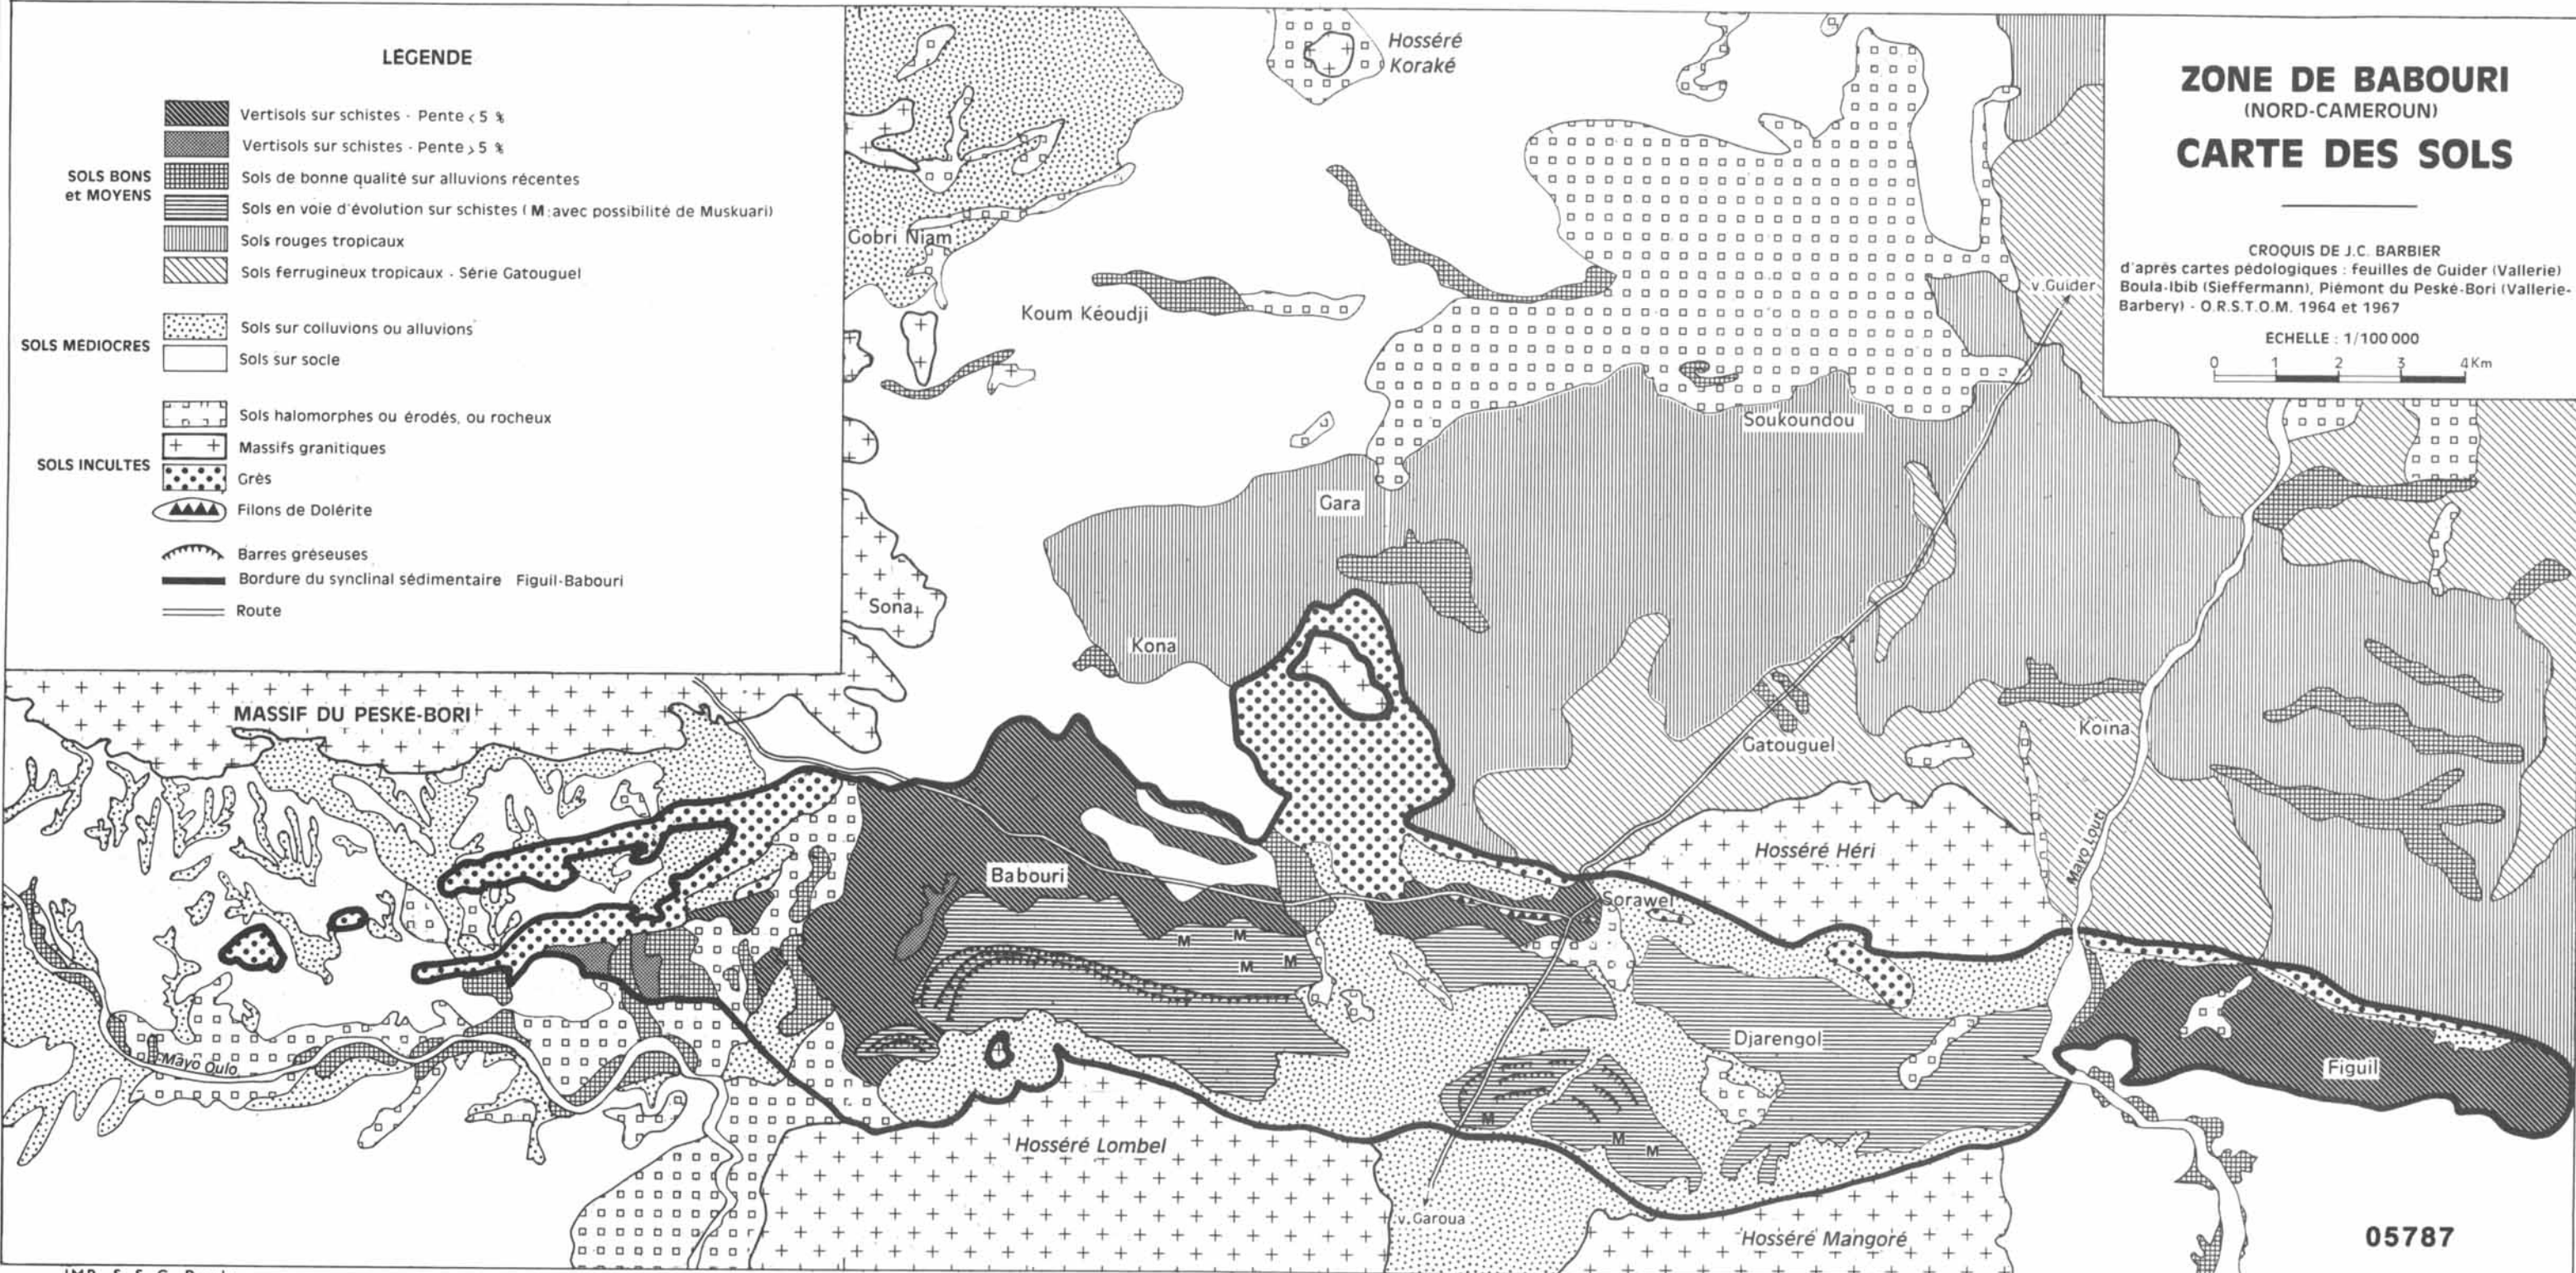 LÉGENDE
SOLS BONS
et MOYENS
Vertisols sur schistes - Pente < 5 %
Vertisols sur schistes - Pente > 5 %
Sols de bonne qualité sur alluvions récentes
Sols en voie d'évolution sur schistes ( M : avec possibilité de Muskuari)
Sols rouges tropicaux
Sols ferrugineux tropicaux - Série Gatouguel
SOLS MÉDIOCRES
Sols sur colluvions ou alluvions
Sols sur socle
SOLS INCULTES
Sols halomorphes ou érodés, ou rocheux
Massifs granitiques
Grès
Filons de Dolérite
Barres gréseuses
Bordure du synclinal sédimentaire Figuil-Babouri
Route
ZONE DE BABOURI
(NORD-CAMEROUN)
CARTE DES SOLS
CROQUIS DE J.C. BARBIER
d'après cartes pédologiques : feuilles de Guider (Vallerie)
Boula-Ibib (Sieffermann), Piémont du Peské-Bori (Vallerie-
Barbery) - O.R.S.T.O.M. 1964 et 1967
ECHELLE : 1/100 000
0 1 2 3 4 Km
Hosséré
Koraké
Gobri Niam
v.Guider
Koum Kéoudji
Soukoundou
Gara
Sona
Kona
MASSIF DU PESKÉ-BORI
Koina
Gatouguel
Mayo Louti
Hosséré Héri
Babouri
Sorawel
M
M
M
M
Djarengol
Mayo Oulo
Figuil
M
M
M
Hosséré Lombel
v.Garoua
Hosséré Mangoré
05787